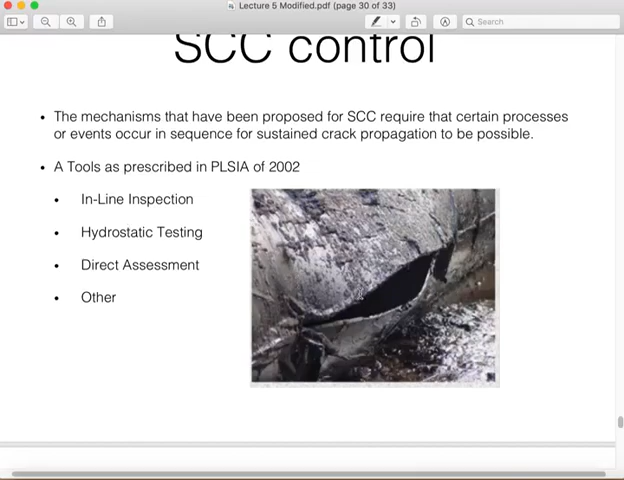 Lecture 5 Modified.pdf (page 30 of 33)
Search
SCC control
• The mechanisms that have been proposed for SCC require that certain processes
or events occur in sequence for sustained crack propagation to be possible.
• A Tools as prescribed in PLSIA of 2002
• In-Line Inspection
• Hydrostatic Testing
• Direct Assessment
• Other